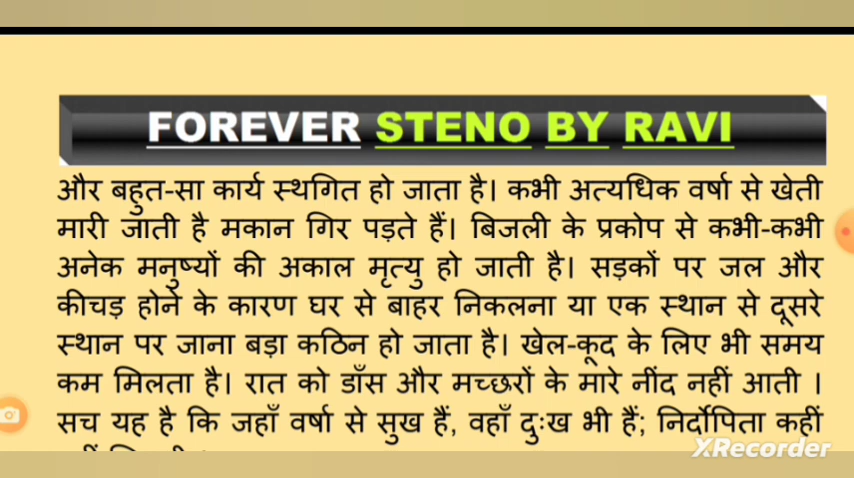 FOREVER STENO BY RAVI
और बहुत-सा कार्य स्थगित हो जाता है। कभी अत्यधिक वर्षा से खेती
मारी जाती है मकान गिर पड़ते हैं। बिजली के प्रकोप से कभी-कभी
अनेक मनुष्यों की अकाल मृत्यु हो जाती है। सड़कों पर जल और
कीचड़ होने के कारण घर से बाहर निकलना या एक स्थान से दूसरे
स्थान पर जाना बड़ा कठिन हो जाता है। खेल-कूद के लिए भी समय
कम मिलता है। रात को डाँस और मच्छरों के मारे नींद नहीं आती ।
सच यह है कि जहाँ वर्षा से सुख हैं, वहाँ दुःख भी हैं; निर्दोपिता कहीं
XRecorder